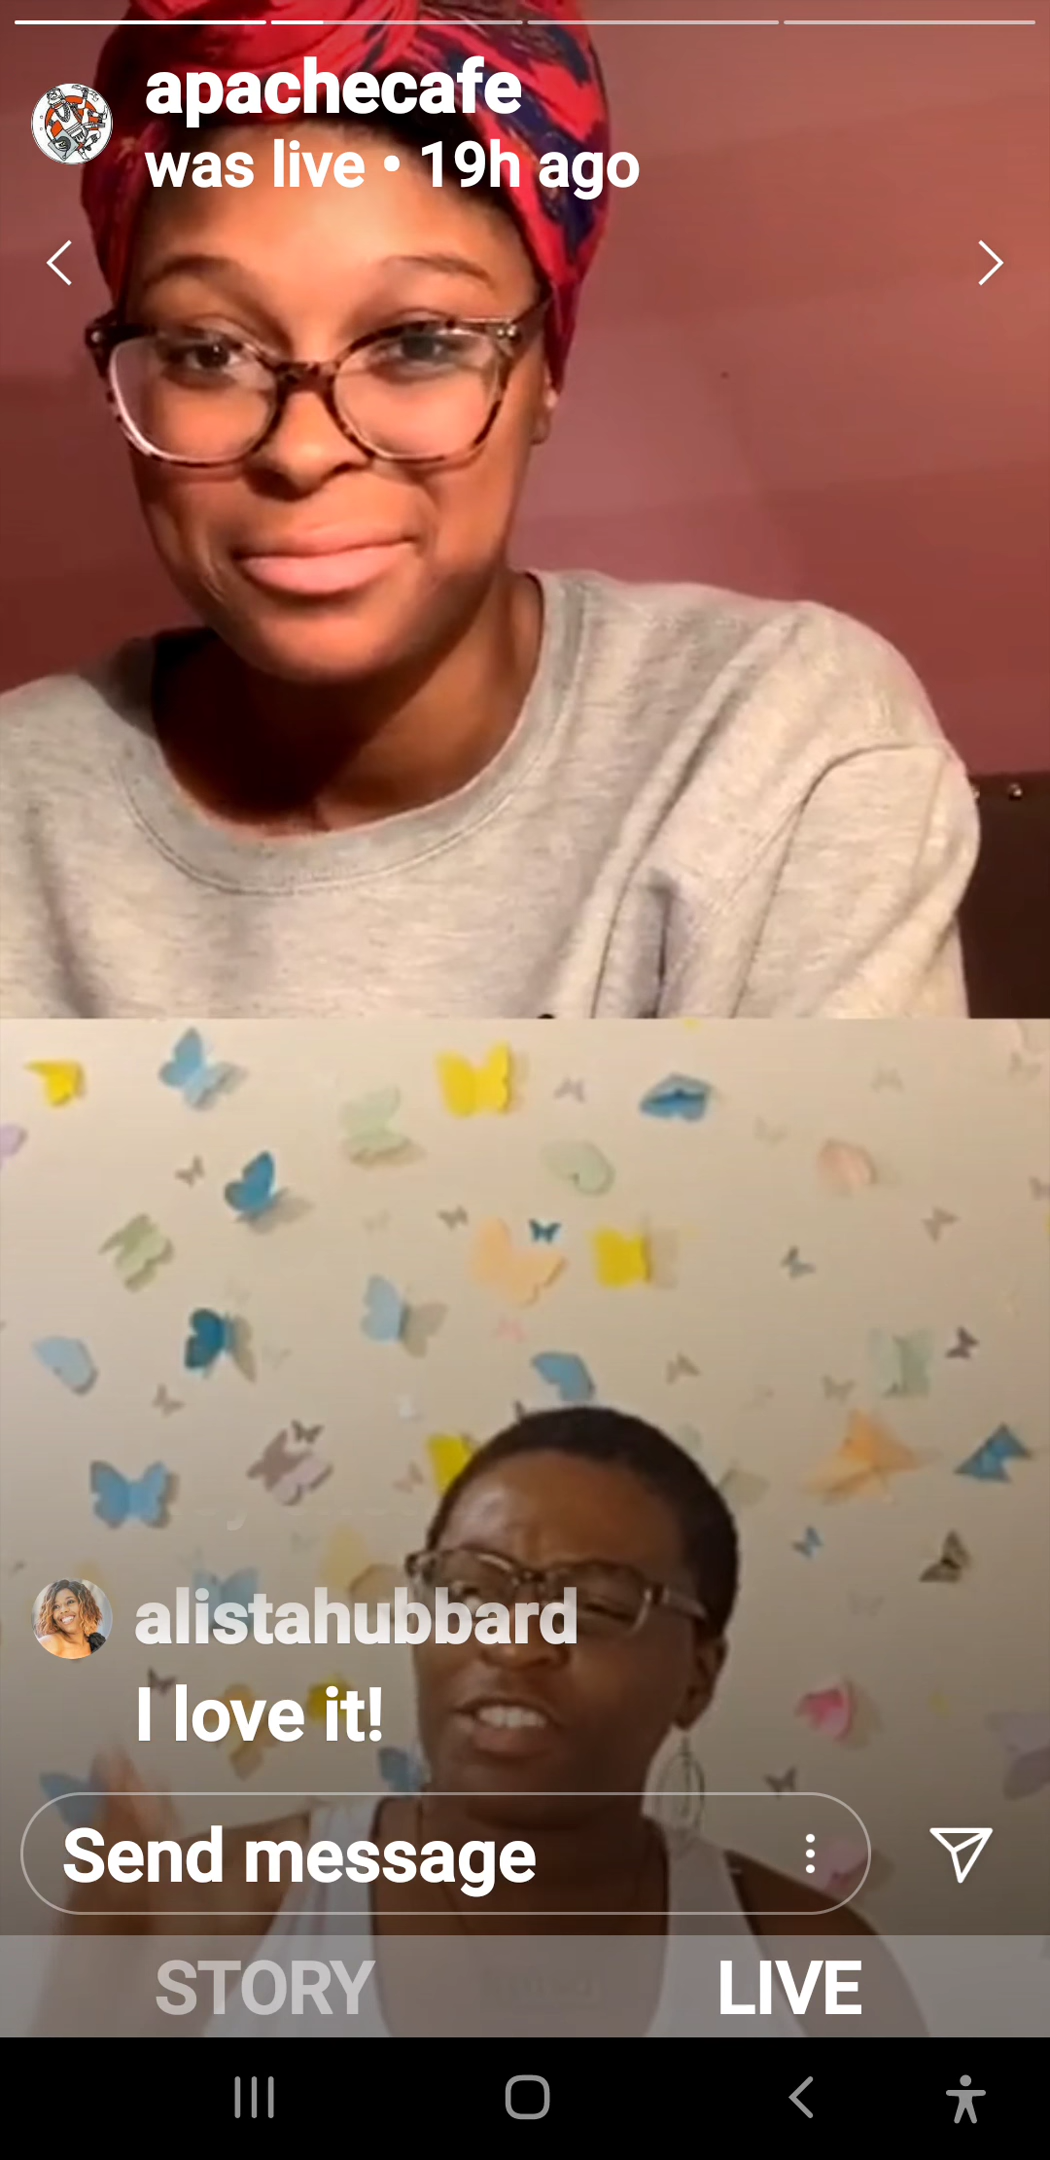 apachecafe
was live • 19h ago
alistahubbard
I love it!
Send message
STORY
LIVE